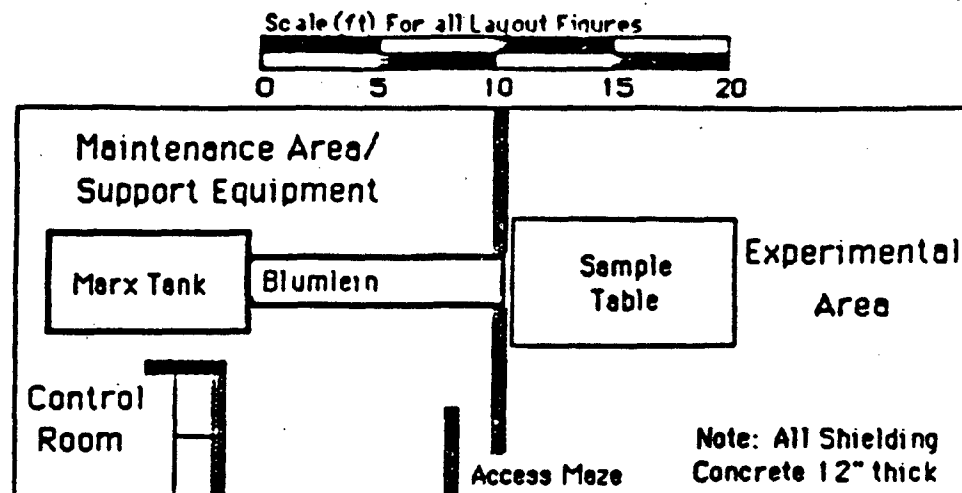 Scale (ft) For all Layout Figures
0 5 10 15 20
Maintenance Area/
Support Equipment
Marx Tank
Blumlein
Sample
Table
Experimental
Area
Control
Room
Access Maze
Note: All Shielding
Concrete 12" thick